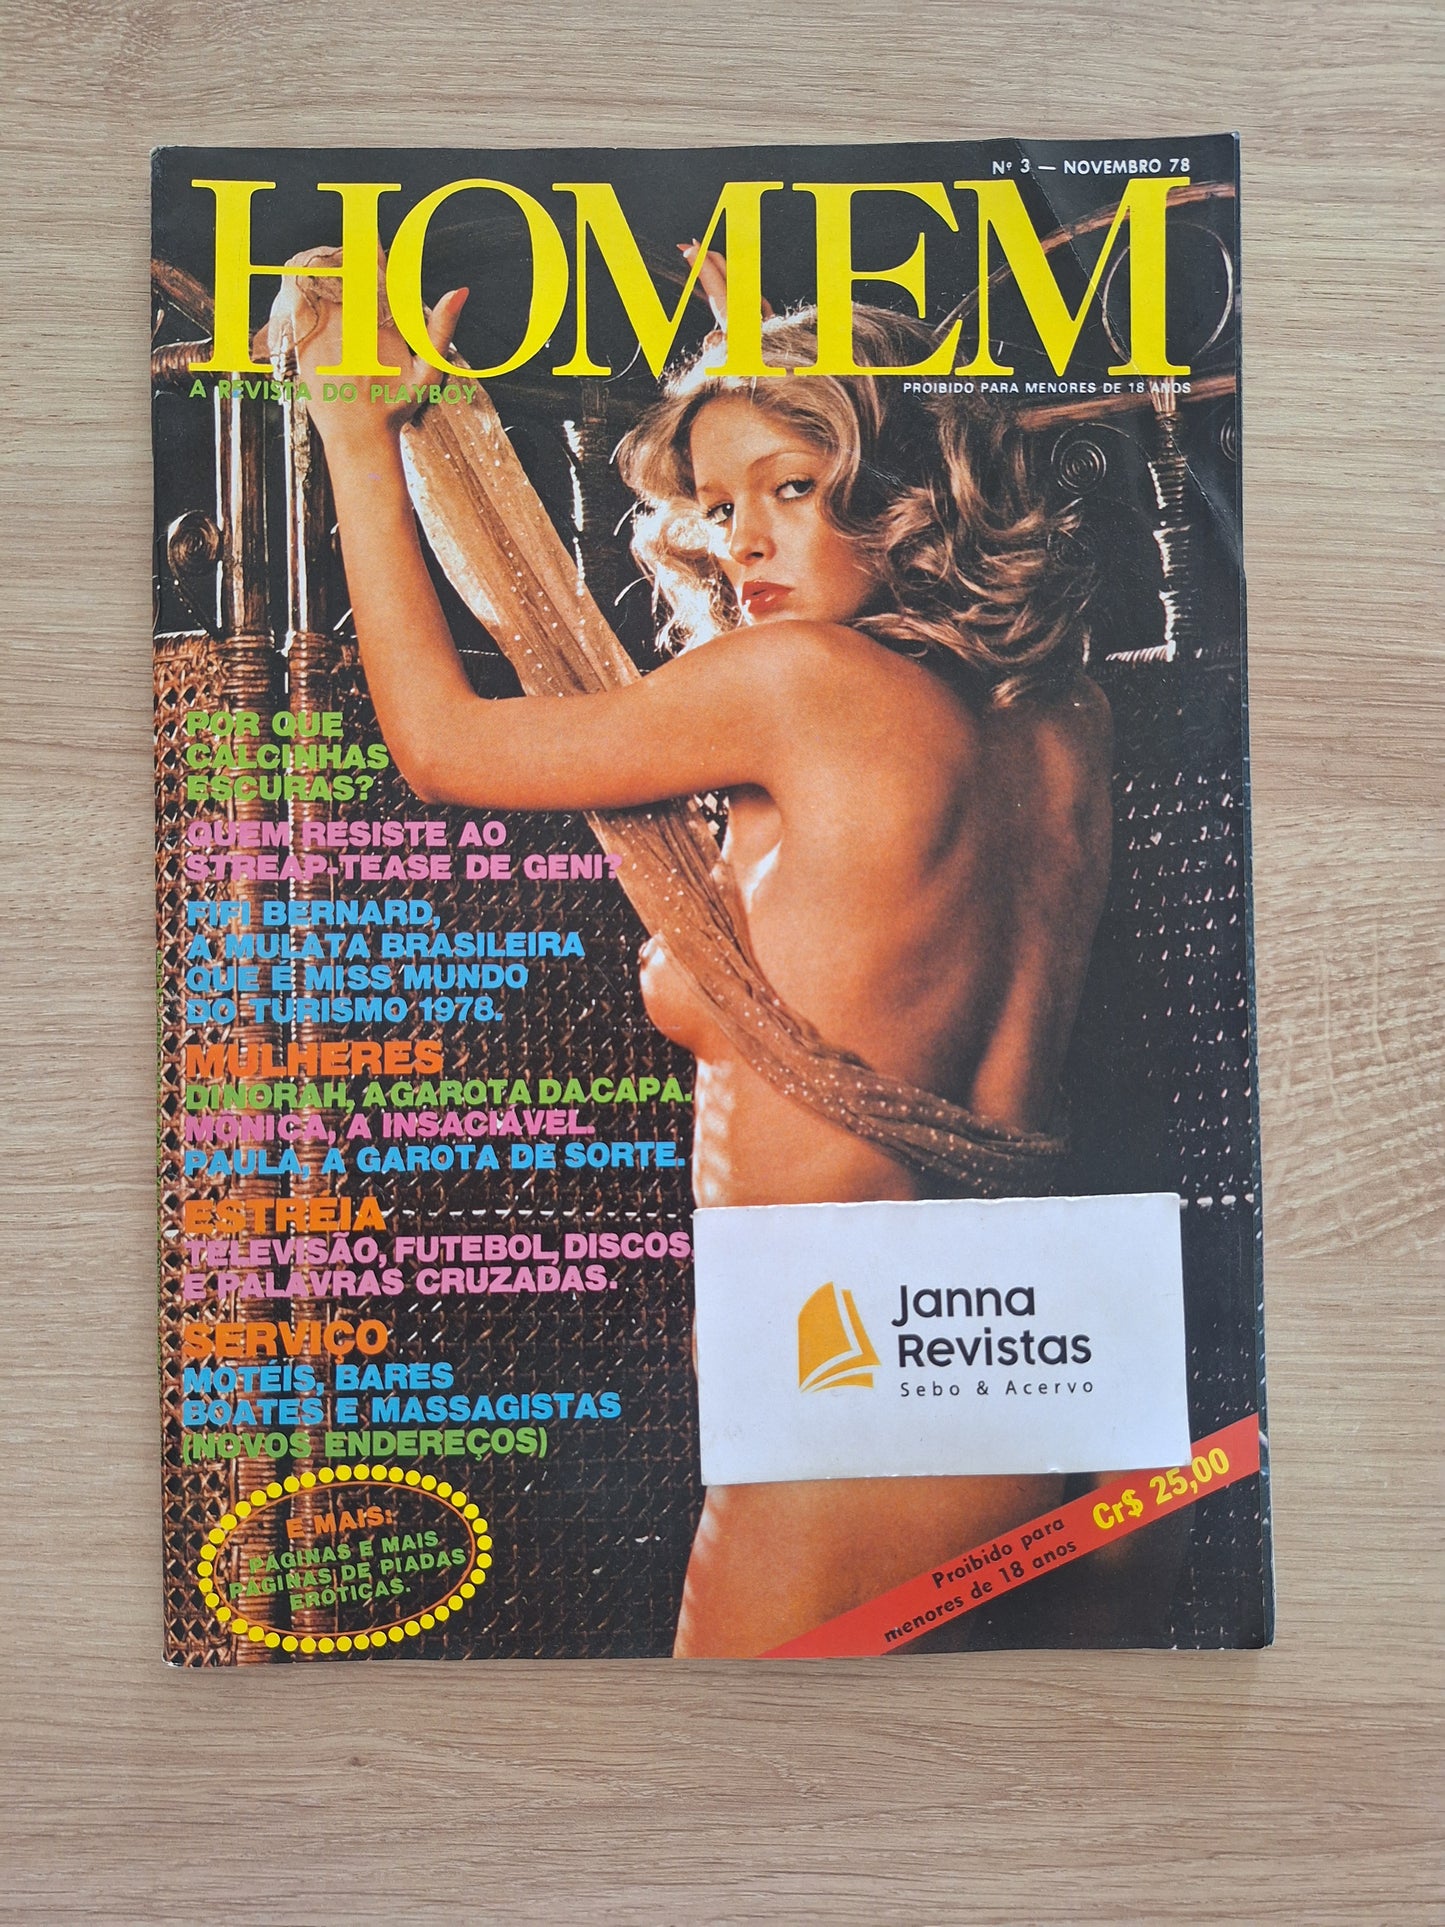 Nº 3 — NOVEMBRO 78
HOMEM
A REVISTA DO PLAYBOY
PROIBIDO PARA MENORES DE 18 ANOS
POR QUE
CALCINHAS
ESCURAS?
QUEM RESISTE AO
STREAP-TEASE DE GENI?
FIFI BERNARD,
A MULATA BRASILEIRA
QUE É MISS MUNDO
DO TURISMO 1978.
MULHERES
DINORAH, A GAROTA DA CAPA.
MONICA, A INSACIÁVEL.
PAULA, A GAROTA DE SORTE.
ESTRÉIA
TELEVISÃO, FUTEBOL, DISCOS,
E PALAVRAS CRUZADAS.
SERVIÇO
MOTÉIS, BARES
BOATES E MASSAGISTAS
(NOVOS ENDEREÇOS)
E MAIS:
PÁGINAS E MAIS
PÁGINAS DE PIADAS
ERÓTICAS.
Janna
Revistas
Sebo & Acervo
Proibido para
menores de 18 anos
Cr$ 25,00